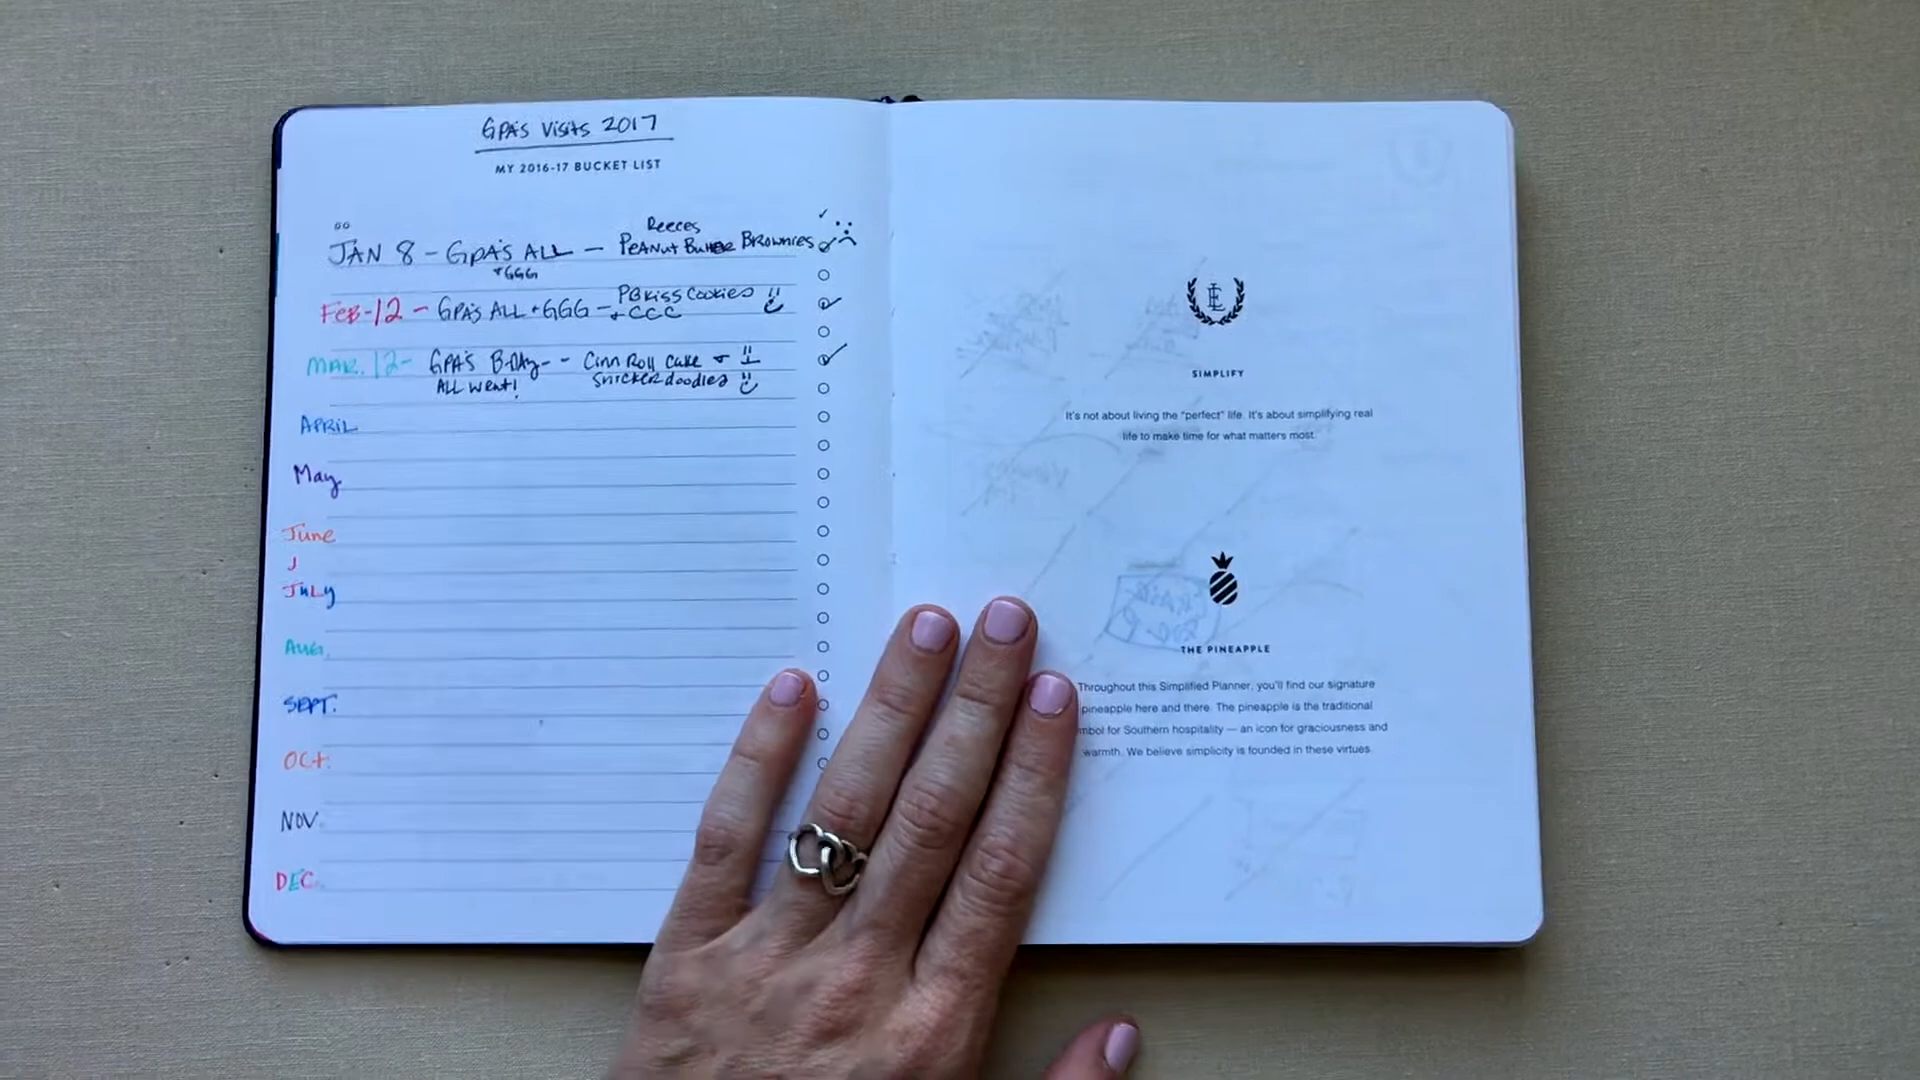 GPA'S Visits 2017
MY 2016-17 BUCKET LIST
Reeces
JAN 8 - GPA'S ALL - PEANUT Butter BROWNIES
+GGG
PB Kiss Cookies
Feb-12 - GPA'S ALL + GGG - + CCC
MAR. 12 - GPA'S B-DAY - - Cinn Roll Cake +
ALL went! Snickerdoodles
APRIL
May
June
J
JULY
AUG.
SEPT.
OCt.
NOV.
DEC.
SIMPLIFY
It's not about living the "perfect" life. It's about simplifying real
life to make time for what matters most.
THE PINEAPPLE
Throughout this Simplified Planner, you'll find our signature
pineapple here and there. The pineapple is the traditional
mbol for Southern hospitality — an icon for graciousness and
warmth. We believe simplicity is founded in these virtues.